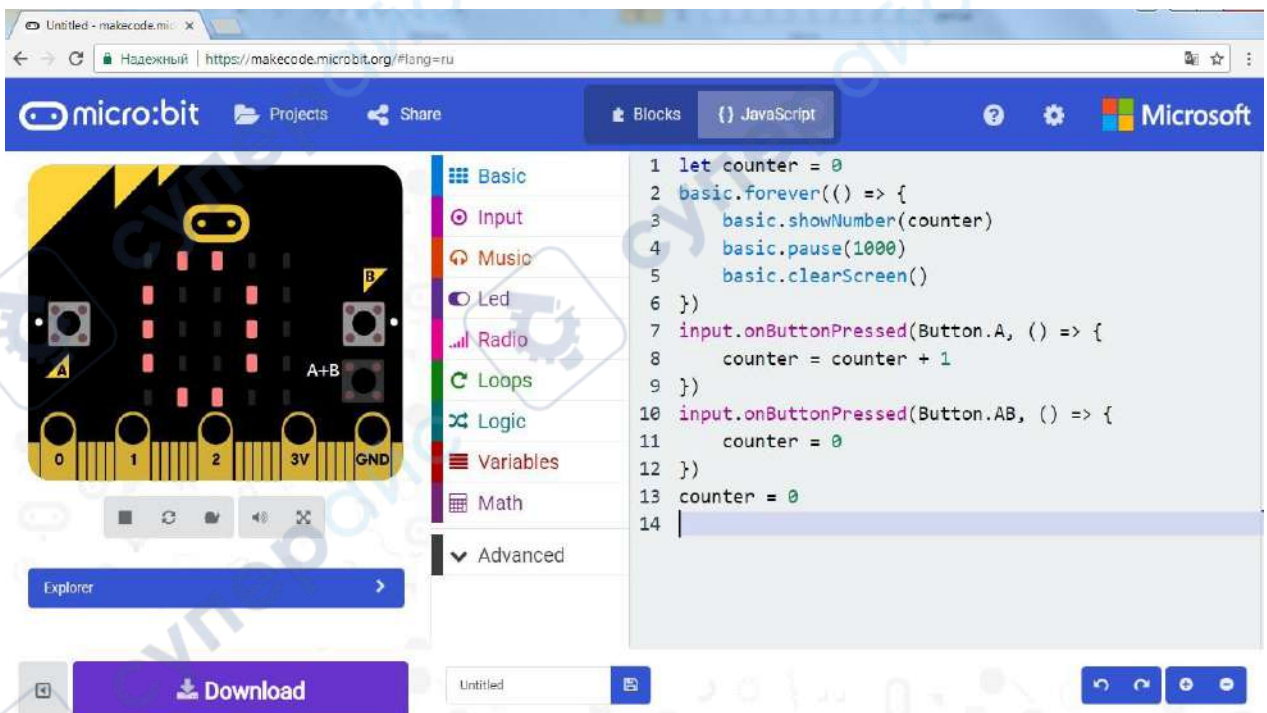 Untitled - makecode.mic
Надежный | https://makecode.microbit.org/#lang=ru
micro:bit Projects Share Blocks {} JavaScript Microsoft
B
A
A+B
0 1 2 3V GND
Explorer
Download
Basic
Input
Music
Led
Radio
Loops
Logic
Variables
Math
Advanced
1 let counter = 0
2 basic.forever(() => {
3 basic.showNumber(counter)
4 basic.pause(1000)
5 basic.clearScreen()
6 })
7 input.onButtonPressed(Button.A, () => {
8 counter = counter + 1
9 })
10 input.onButtonPressed(Button.AB, () => {
11 counter = 0
12 })
13 counter = 0
14
Untitled
суперайс